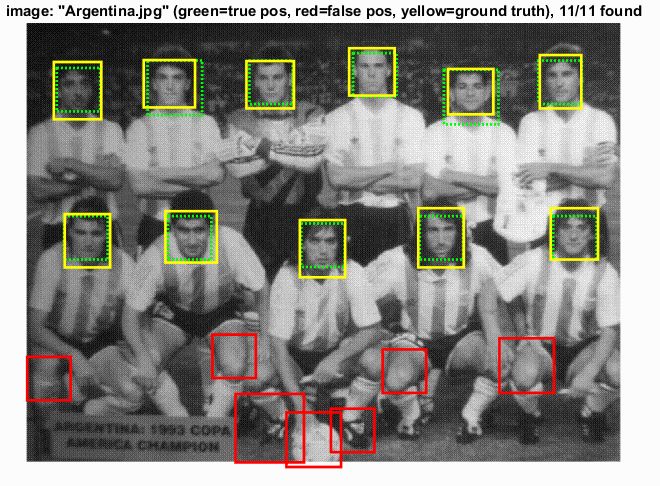 image: "Argentina.jpg" (green=true pos, red=false pos, yellow=ground truth), 11/11 found
ARGENTINA: 1993 COPA
AMERICA CHAMPION